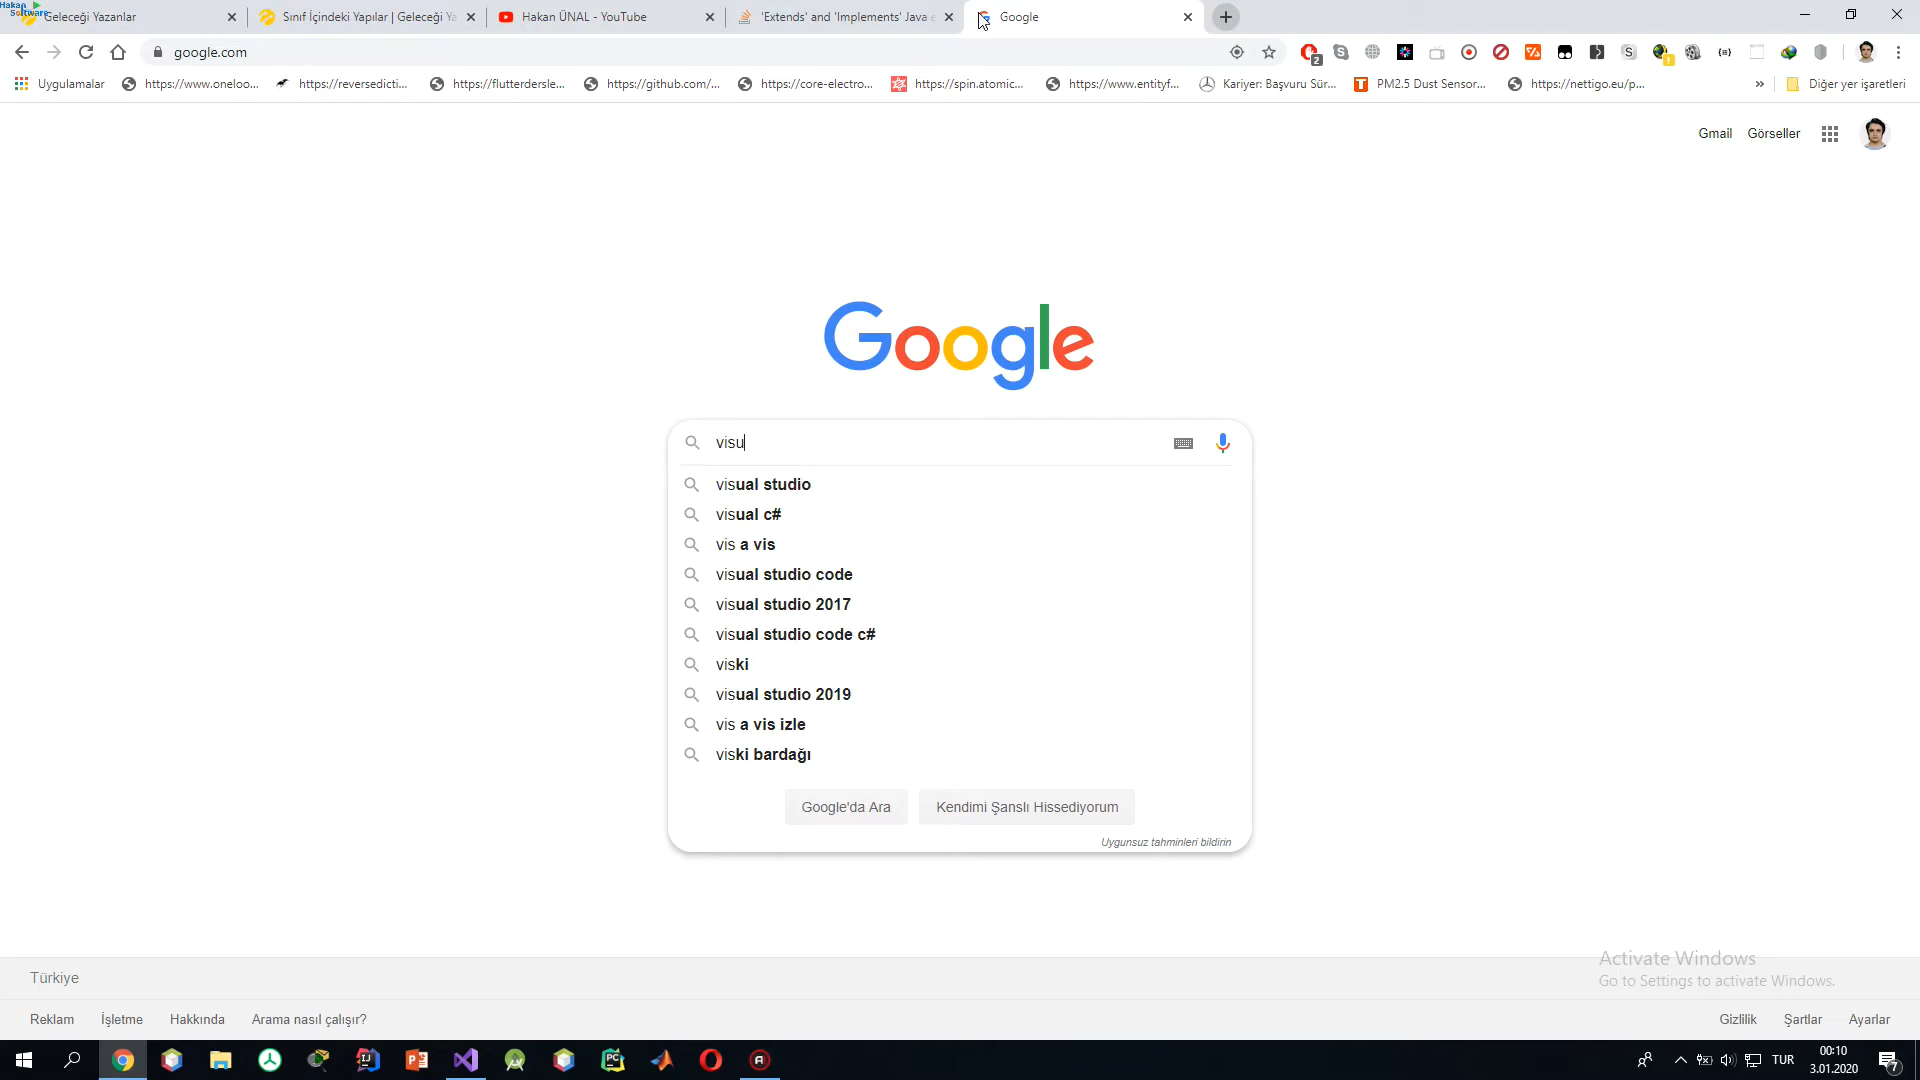 Hakan
Software
Geleceği Yazanlar
Sınıf İçindeki Yapılar | Geleceği Ya
Hakan ÜNAL - YouTube
'Extends' and 'Implements' Java e
Google
google.com
2
Uygulamalar
https://www.oneloo...
https://reversedicti...
https://flutterdersle...
https://github.com/...
https://core-electro...
https://spin.atomic...
https://www.entityf...
Kariyer: Başvuru Sür...
PM2.5 Dust Sensor...
https://nettigo.eu/p...
»
Diğer yer işaretleri
Gmail
Görseller
Google
visu
visual studio
visual c#
vis a vis
visual studio code
visual studio 2017
visual studio code c#
viski
visual studio 2019
vis a vis izle
viski bardağı
Google'da Ara
Kendimi Şanslı Hissediyorum
Uygunsuz tahminleri bildirin
Activate Windows
Go to Settings to activate Windows.
Türkiye
Reklam
İşletme
Hakkında
Arama nasıl çalışır?
Gizlilik
Şartlar
Ayarlar
TUR
00:10
3.01.2020
7